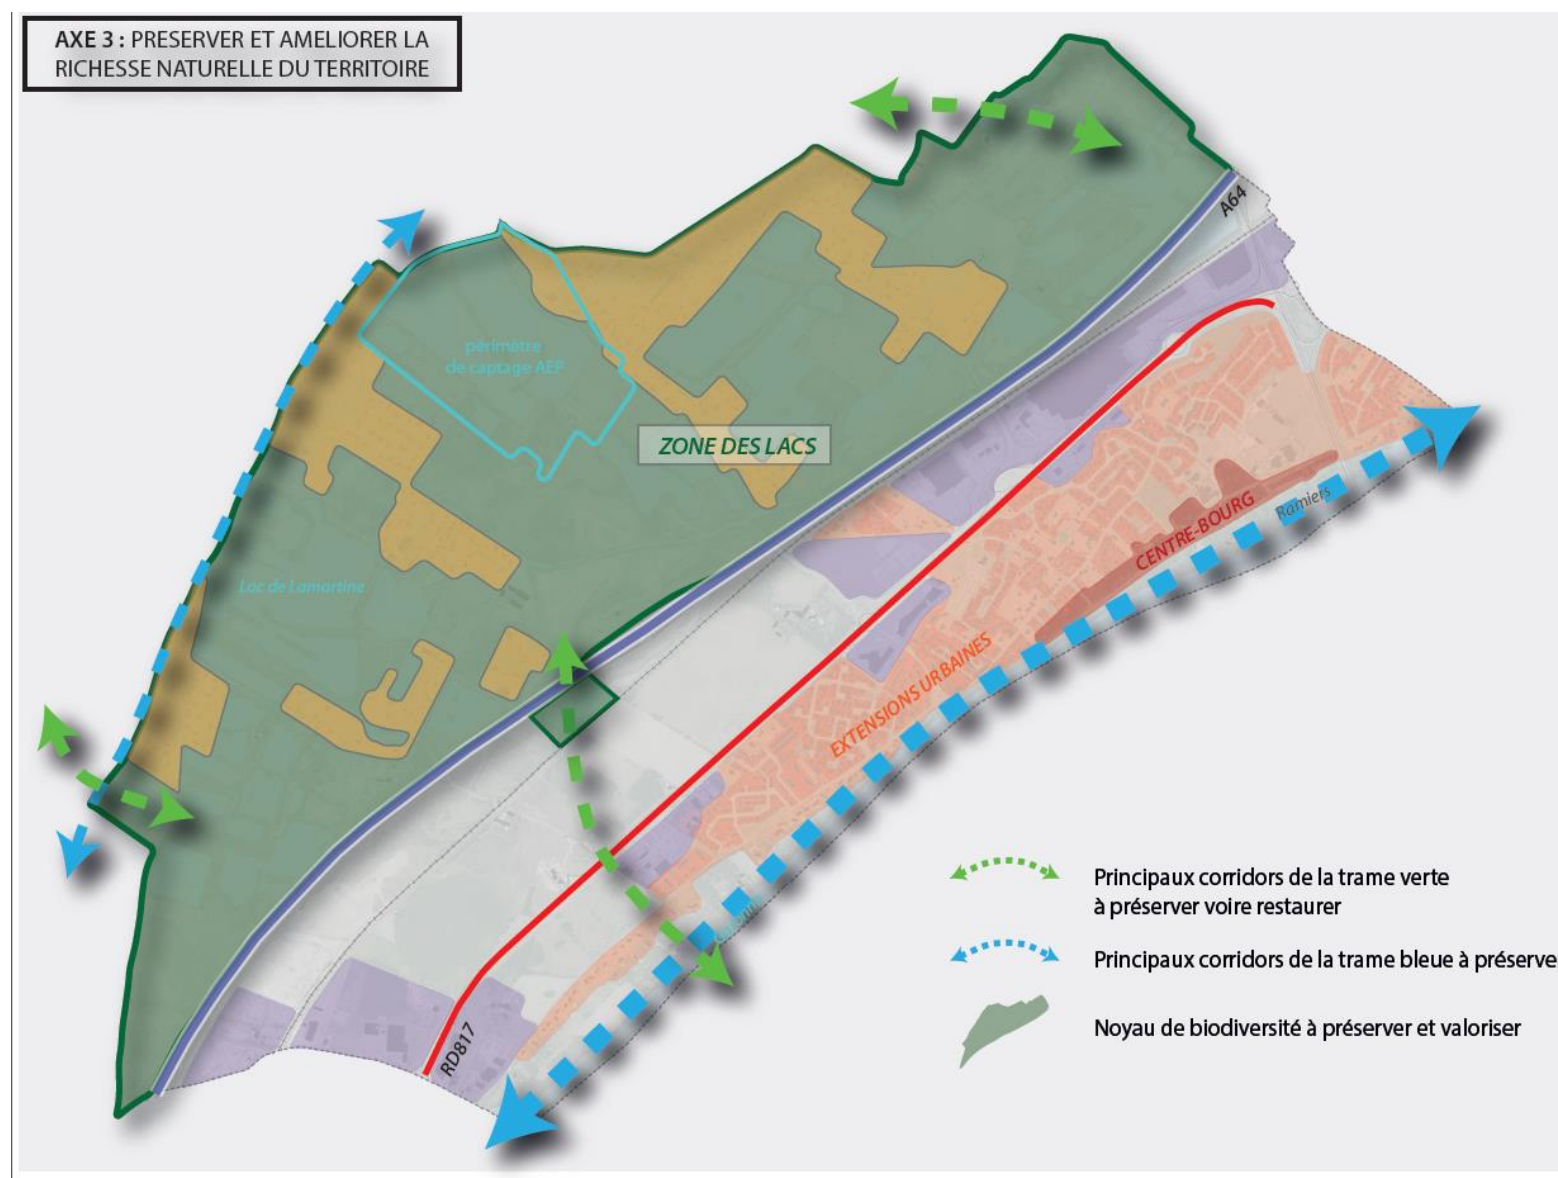 AXE 3 : PRESERVER ET AMELIORER LA
RICHESSE NATURELLE DU TERRITOIRE
A64
périmètre
de captage AEP
ZONE DES LACS
Ramiers
CENTRE-BOURG
Lac de Lamartine
EXTENSIONS URBAINES
RD817
Principaux corridors de la trame verte
à préserver voire restaurer
Principaux corridors de la trame bleue à préserve
Noyau de biodiversité à préserver et valoriser